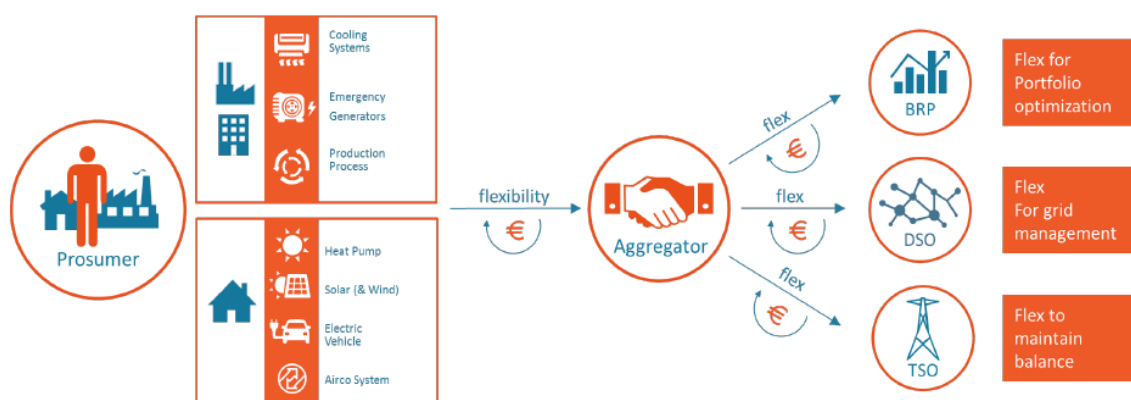 Prosumer
Cooling
Systems
Emergency
Generators
Production
Process
Heat Pump
Solar (& Wind)
Electric
Vehicle
Airco System
flexibility
€
Aggregator
flex
€
flex
€
flex
€
BRP
Flex for
Portfolio
optimization
DSO
Flex
For grid
management
TSO
Flex to
maintain
balance